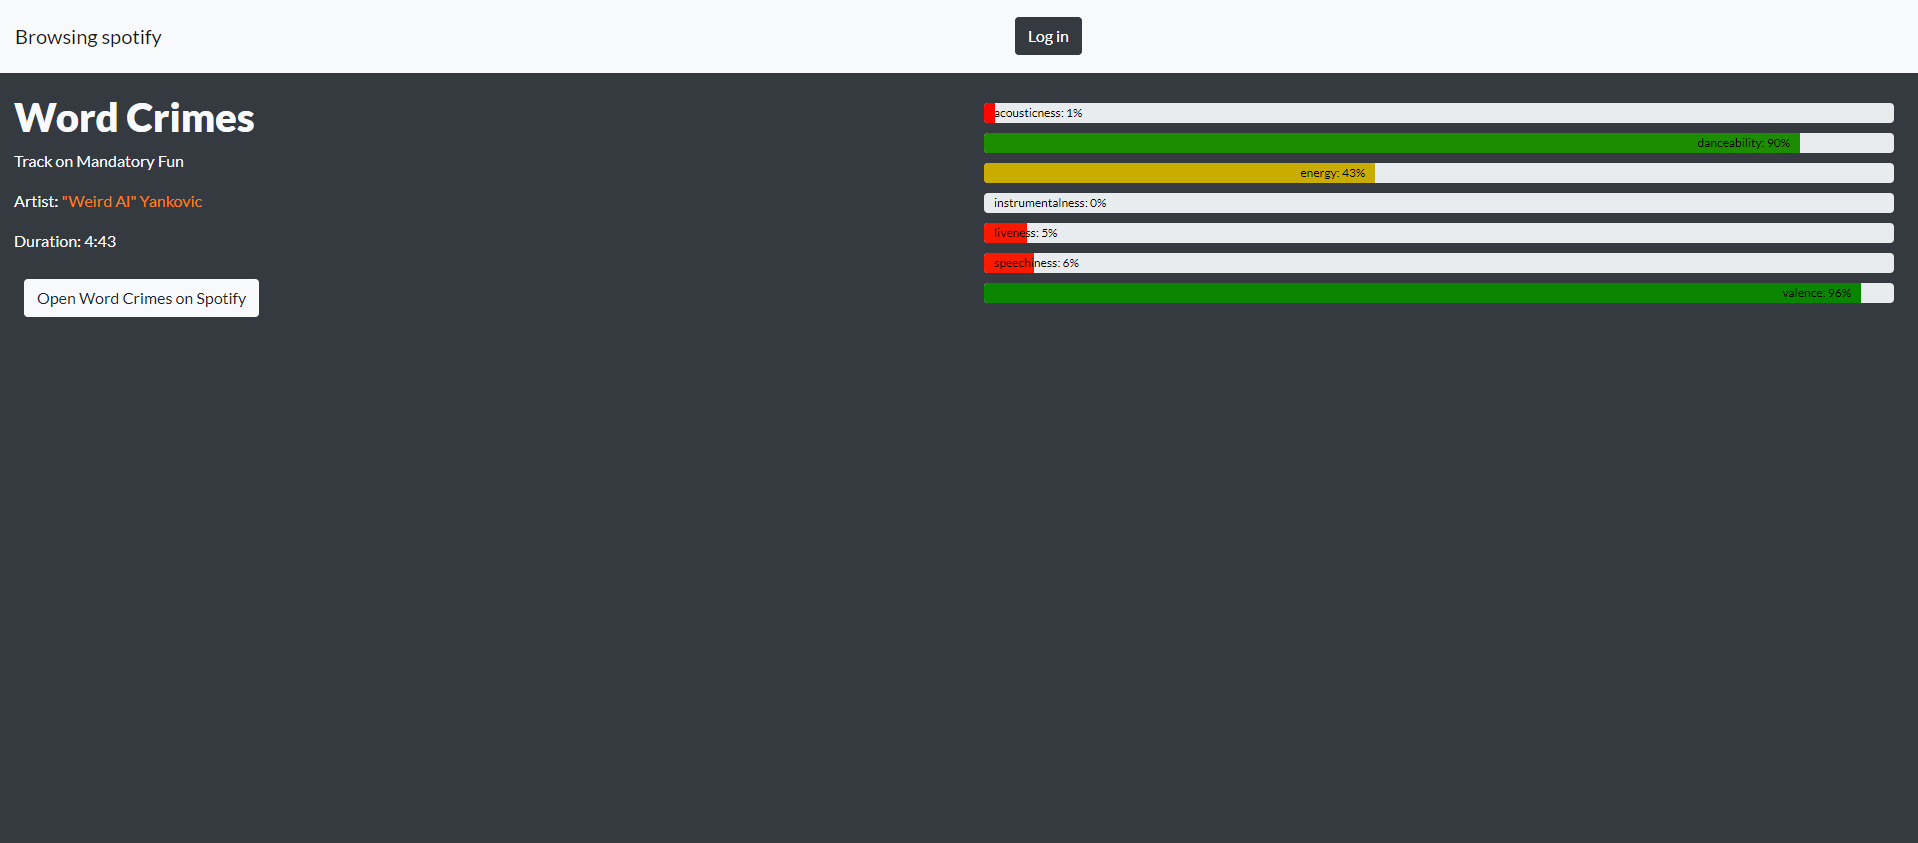 Browsing spotify
Log in
Word Crimes
Track on Mandatory Fun
Artist: "Weird Al" Yankovic
Duration: 4:43
Open Word Crimes on Spotify
acousticness: 1%
danceability: 90%
energy: 43%
instrumentalness: 0%
liveness: 5%
speechiness: 6%
valence: 96%